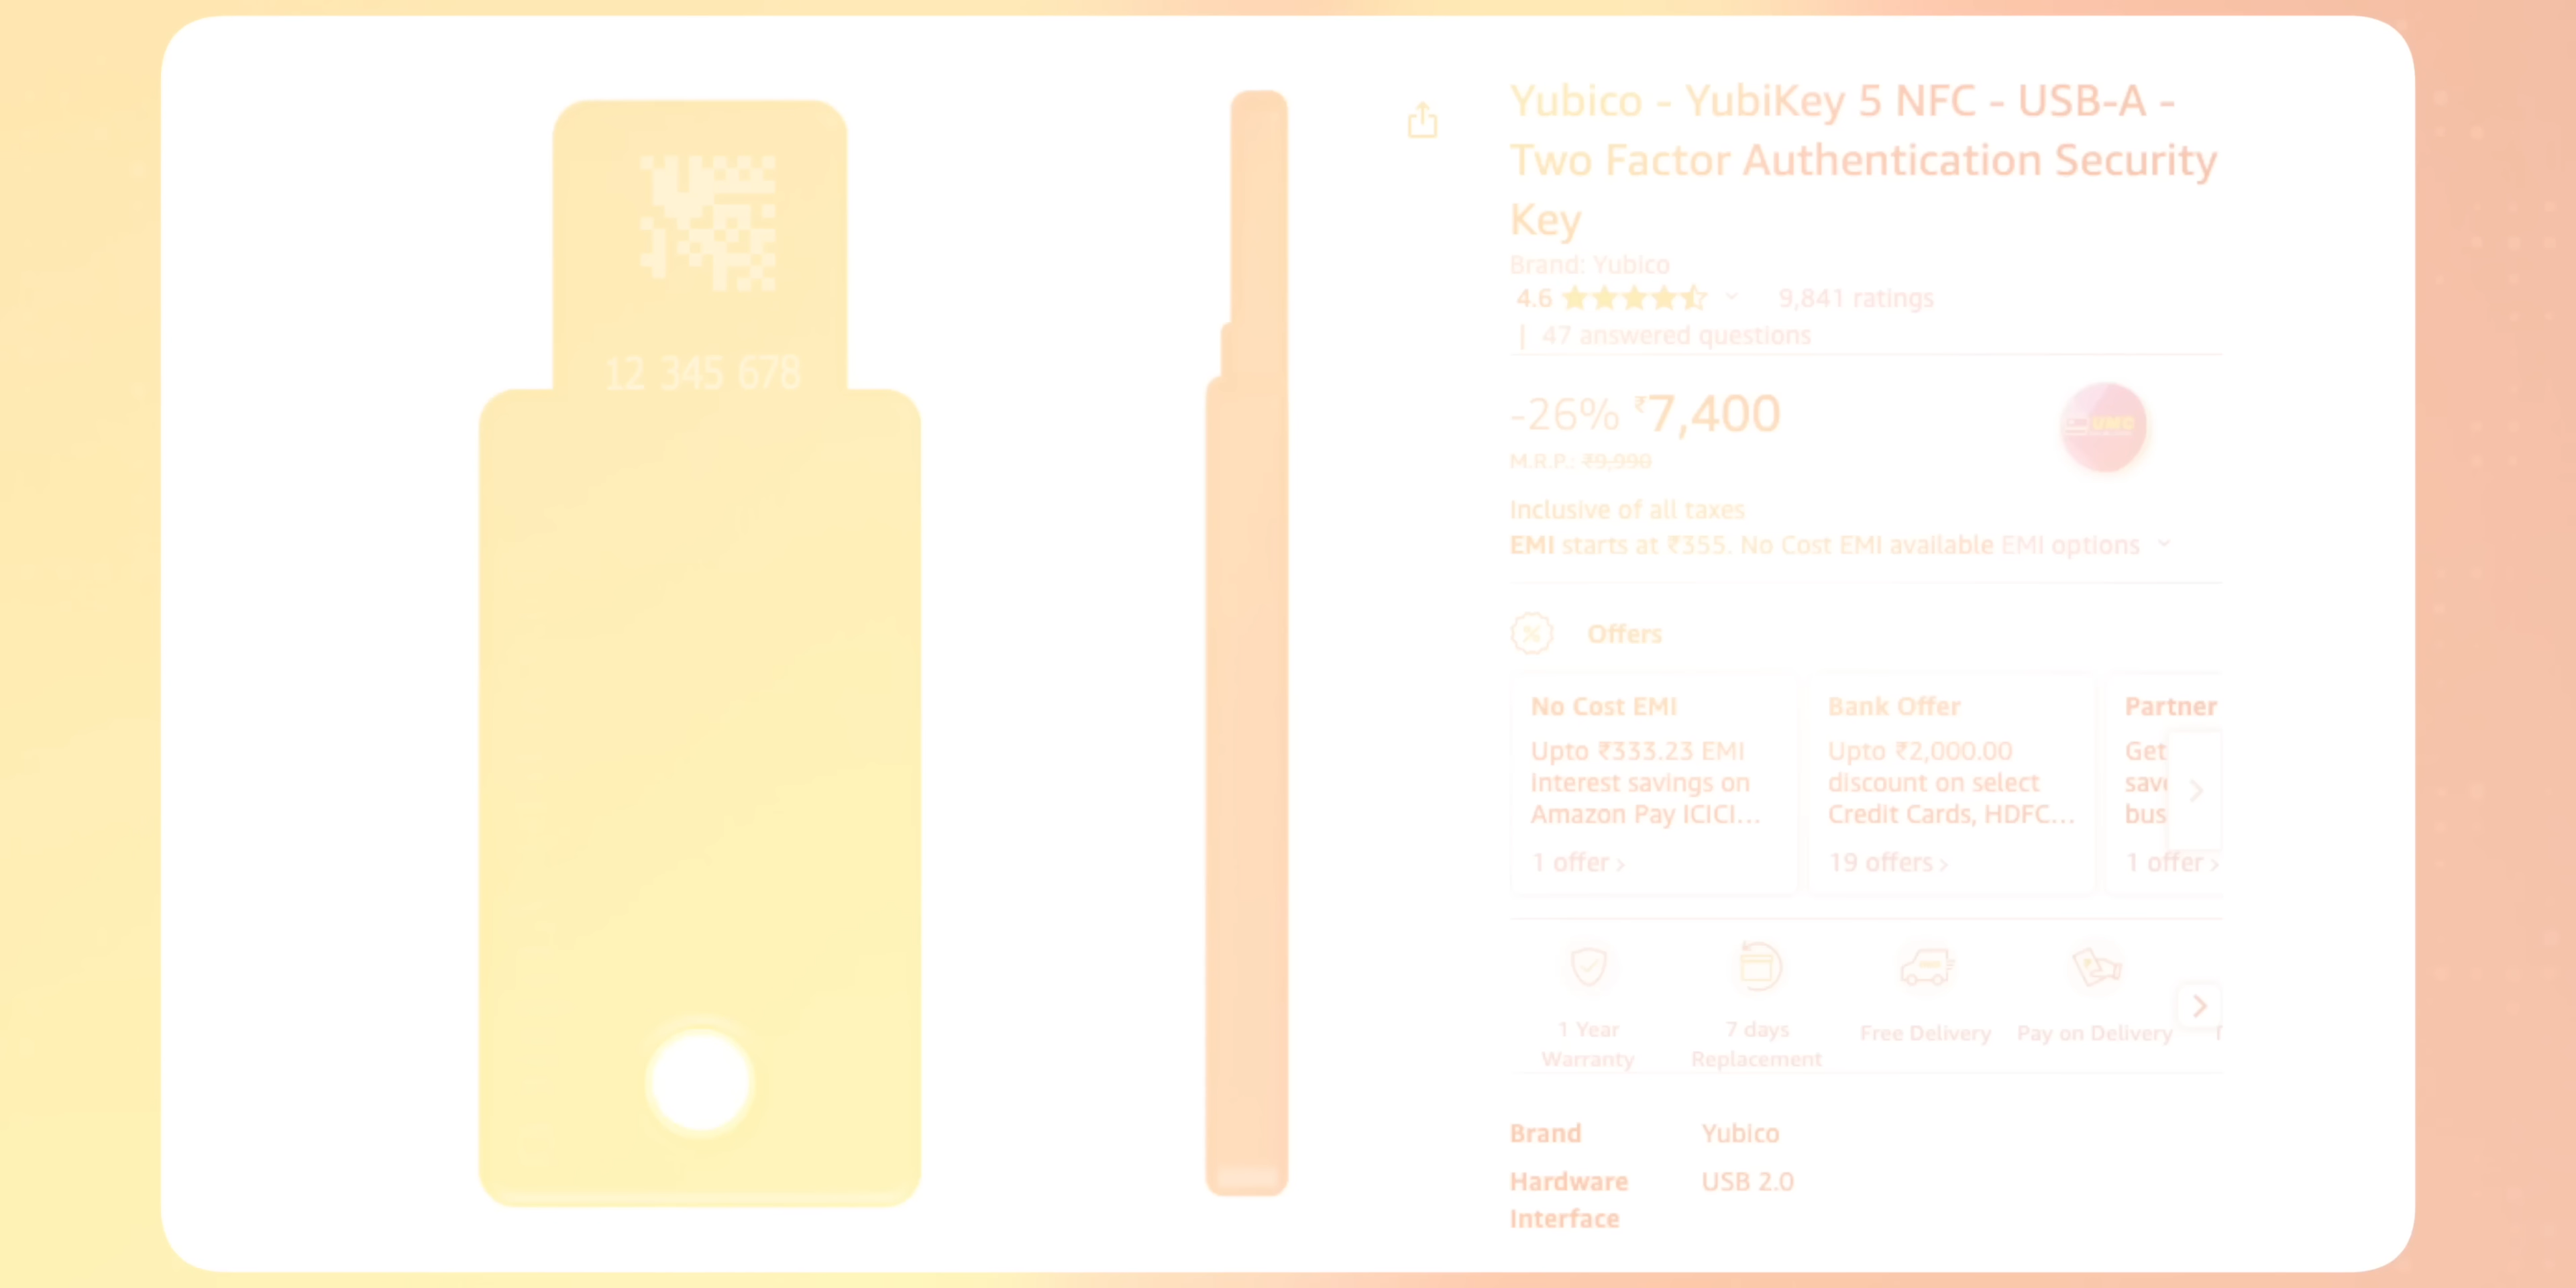 12 345 678
Yubico - YubiKey 5 NFC - USB-A -
Two Factor Authentication Security
Key
Brand: Yubico
4.6 9,841 ratings
| 47 answered questions
-26% ₹7,400
M.R.P.: ₹9,990
Inclusive of all taxes
EMI starts at ₹355. No Cost EMI available EMI options
Offers
No Cost EMI
Upto ₹333.23 EMI
Interest savings on
Amazon Pay ICICI...
1 offer ›
Bank Offer
Upto ₹2,000.00
discount on select
Credit Cards, HDFC...
19 offers ›
Partner
Get
sav
bus
1 offer ›
1 Year
Warranty
7 days
Replacement
Free Delivery
Pay on Delivery
Brand Yubico
Hardware USB 2.0
Interface